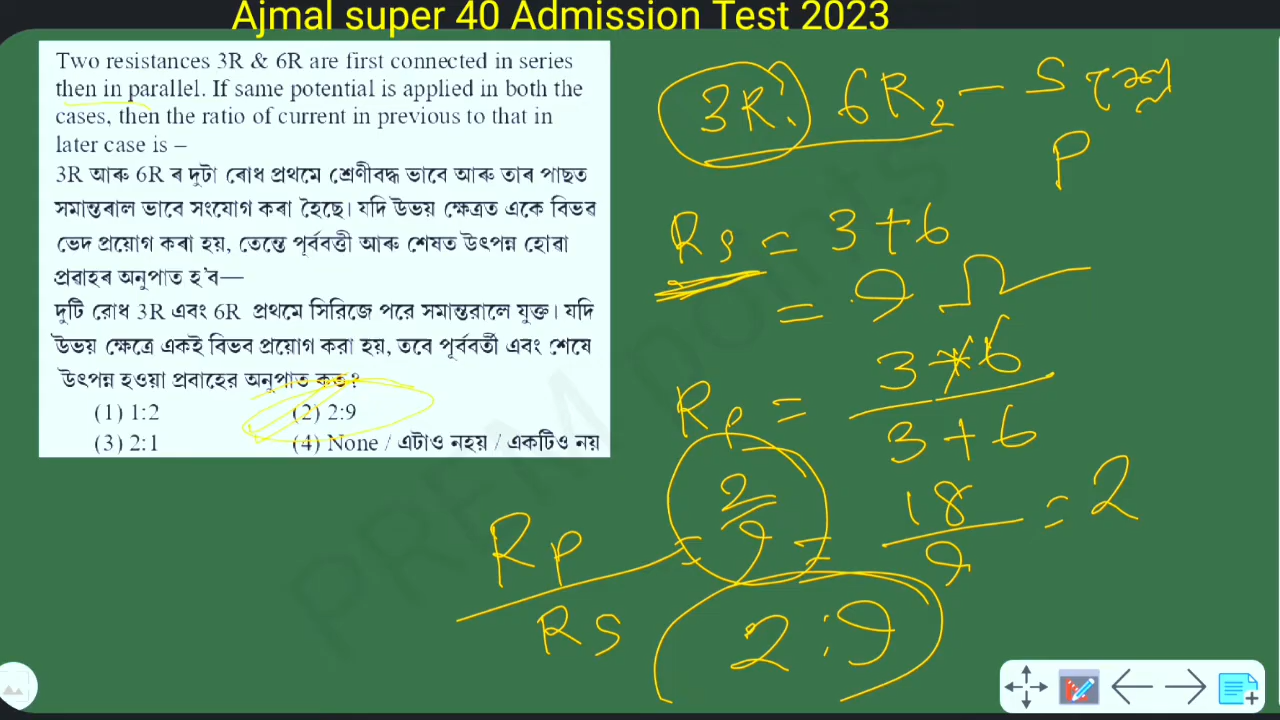 Ajmal super 40 Admission Test 2023
Two resistances 3R & 6R are first connected in series
then in parallel. If same potential is applied in both the
cases, then the ratio of current in previous to that in
later case is –
3R আৰু 6R ৰ দুটা ৰোধ প্ৰথমে শ্ৰেণীবদ্ধ ভাবে আৰু তাৰ পাছত
সমান্তৰাল ভাবে সংযোগ কৰা হৈছে। যদি উভয় ক্ষেত্ৰত একে বিভৱ
ভেদ প্ৰয়োগ কৰা হয়, তেন্তে পূৰ্ববৰ্ত্তী আৰু শেষত উৎপন্ন হোৱা
প্ৰৱাহৰ অনুপাত হ'ব—
দুটি রোধ 3R এবং 6R প্রথমে সিরিজে পরে সমান্তরালে যুক্ত। যদি
উভয় ক্ষেত্রে একই বিভব প্রয়োগ করা হয়, তবে পূর্ববর্তী এবং শেষে
উৎপন্ন হওয়া প্রবাহের অনুপাত কত?
(1) 1:2 (2) 2:9
(3) 2:1 (4) None / এটাও নহয় / একটিও নয়
3R₁ 6R₂ — S
P
Rs = 3+6
= 9 Ω
Rp = 3*6
3+6
= 18/9 = 2
Rp/Rs = 2/9
2:9
PREM points